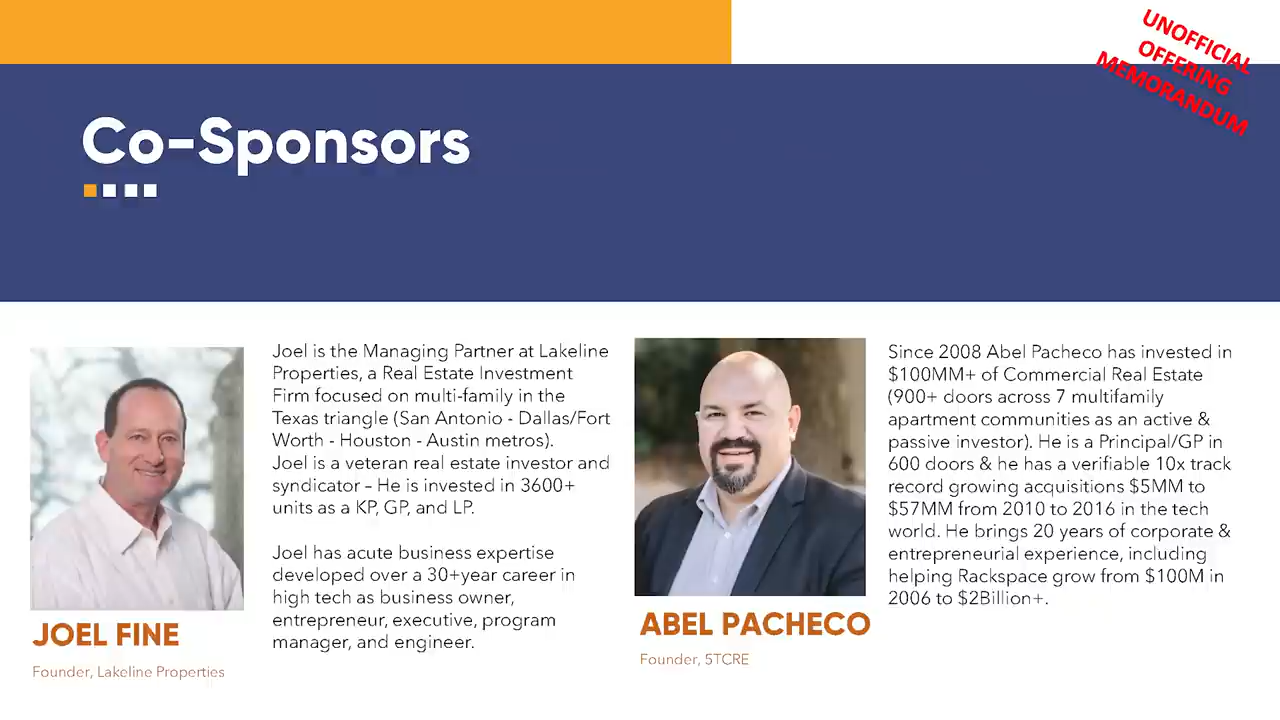 UNOFFICIAL
OFFERING
MEMORANDUM
Co-Sponsors
Joel is the Managing Partner at Lakeline
Properties, a Real Estate Investment
Firm focused on multi-family in the
Texas triangle (San Antonio - Dallas/Fort
Worth - Houston - Austin metros).
Joel is a veteran real estate investor and
syndicator – He is invested in 3600+
units as a KP, GP, and LP.
Joel has acute business expertise
developed over a 30+year career in
high tech as business owner,
entrepreneur, executive, program
manager, and engineer.
JOEL FINE
Founder, Lakeline Properties
Since 2008 Abel Pacheco has invested in
$100MM+ of Commercial Real Estate
(900+ doors across 7 multifamily
apartment communities as an active &
passive investor). He is a Principal/GP in
600 doors & he has a verifiable 10x track
record growing acquisitions $5MM to
$57MM from 2010 to 2016 in the tech
world. He brings 20 years of corporate &
entrepreneurial experience, including
helping Rackspace grow from $100M in
2006 to $2Billion+.
ABEL PACHECO
Founder, 5TCRE